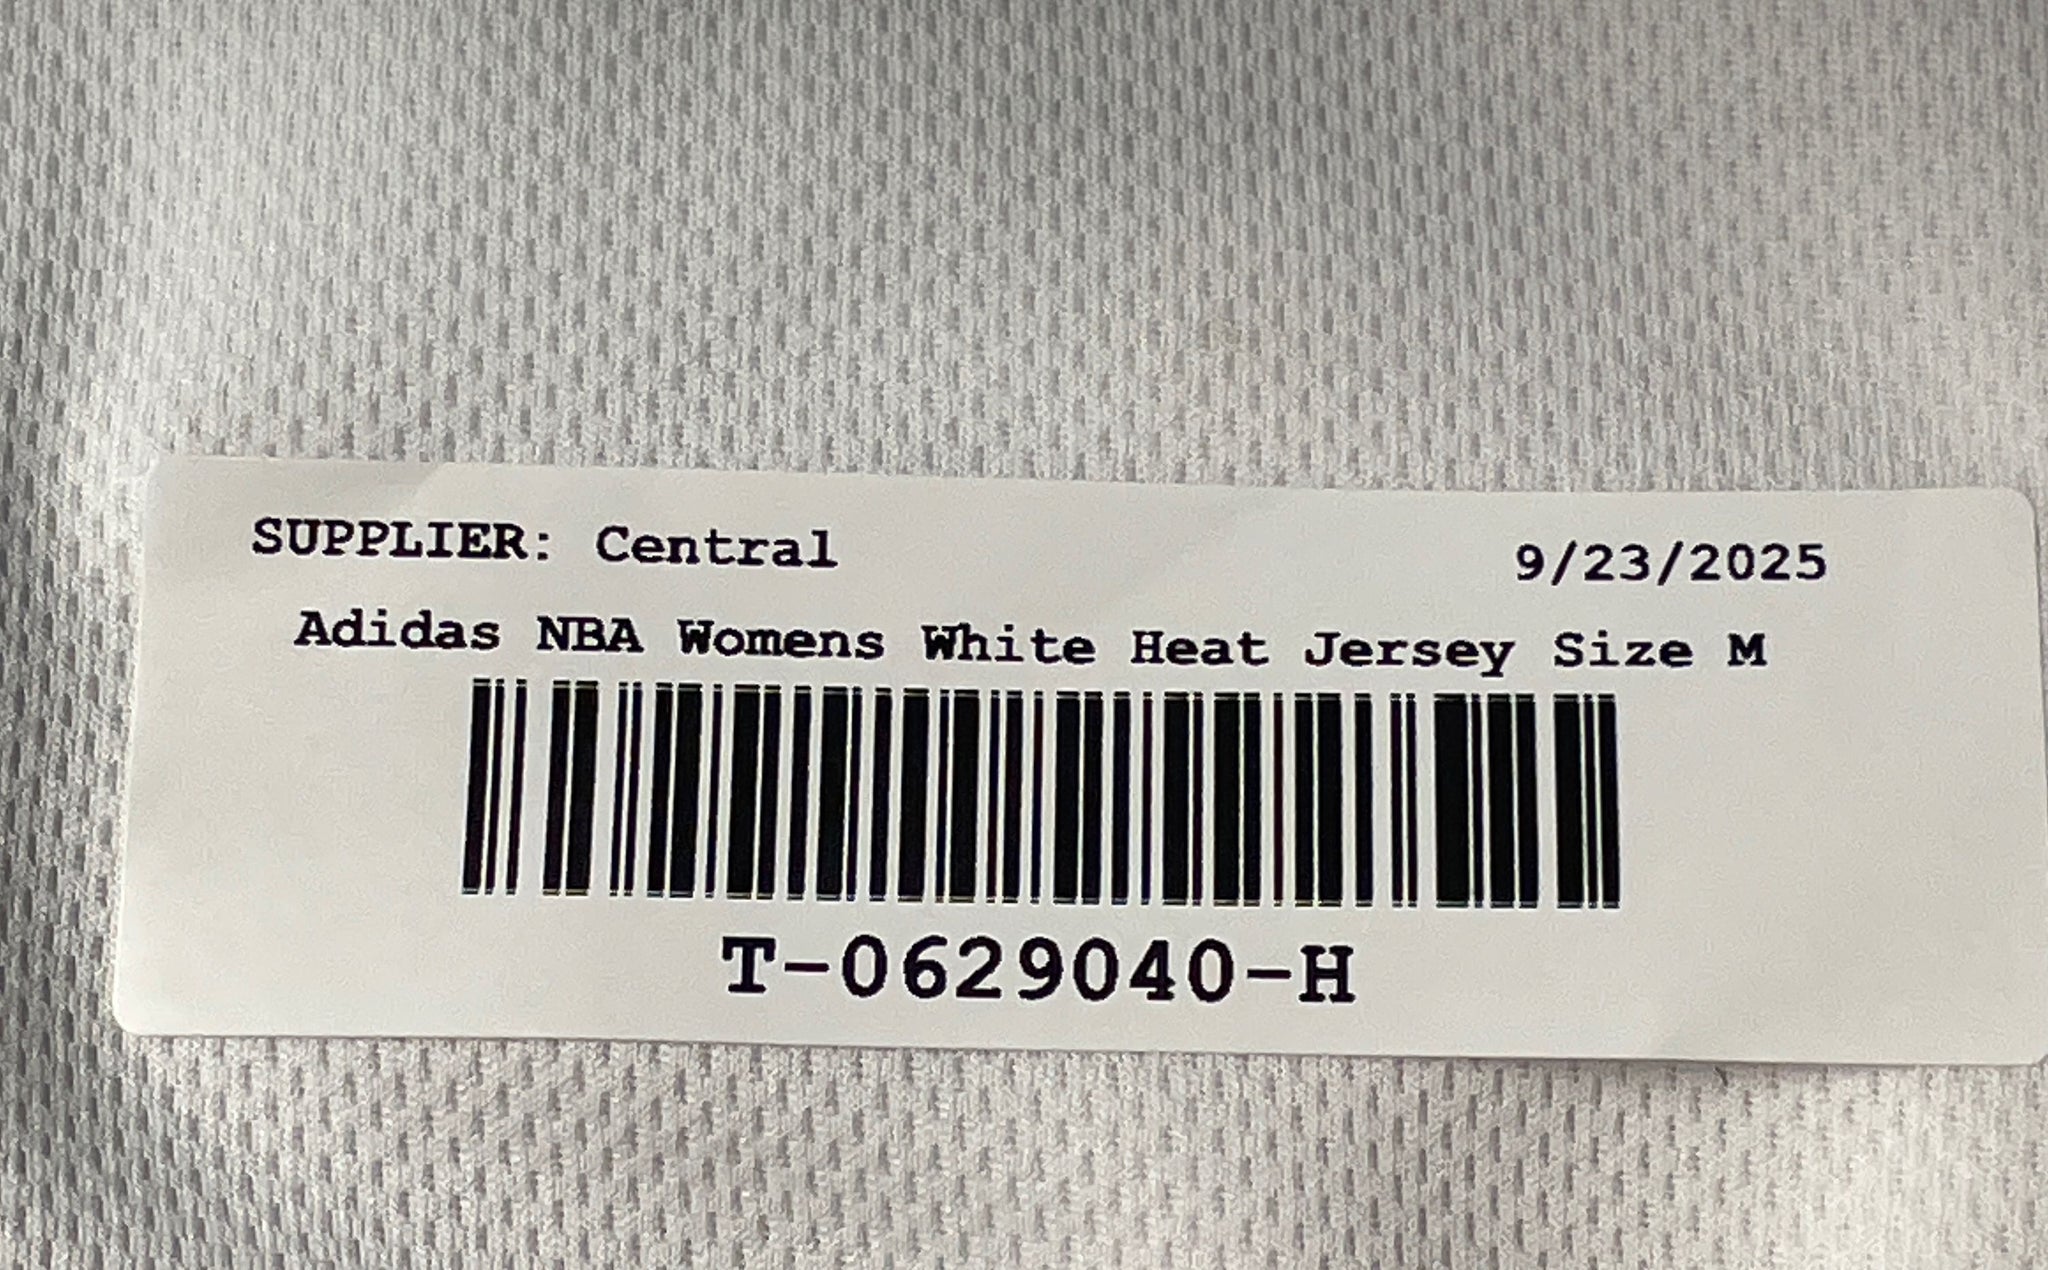 SUPPLIER: Central 9/23/2025
Adidas NBA Womens White Heat Jersey Size M
T-0629040-H